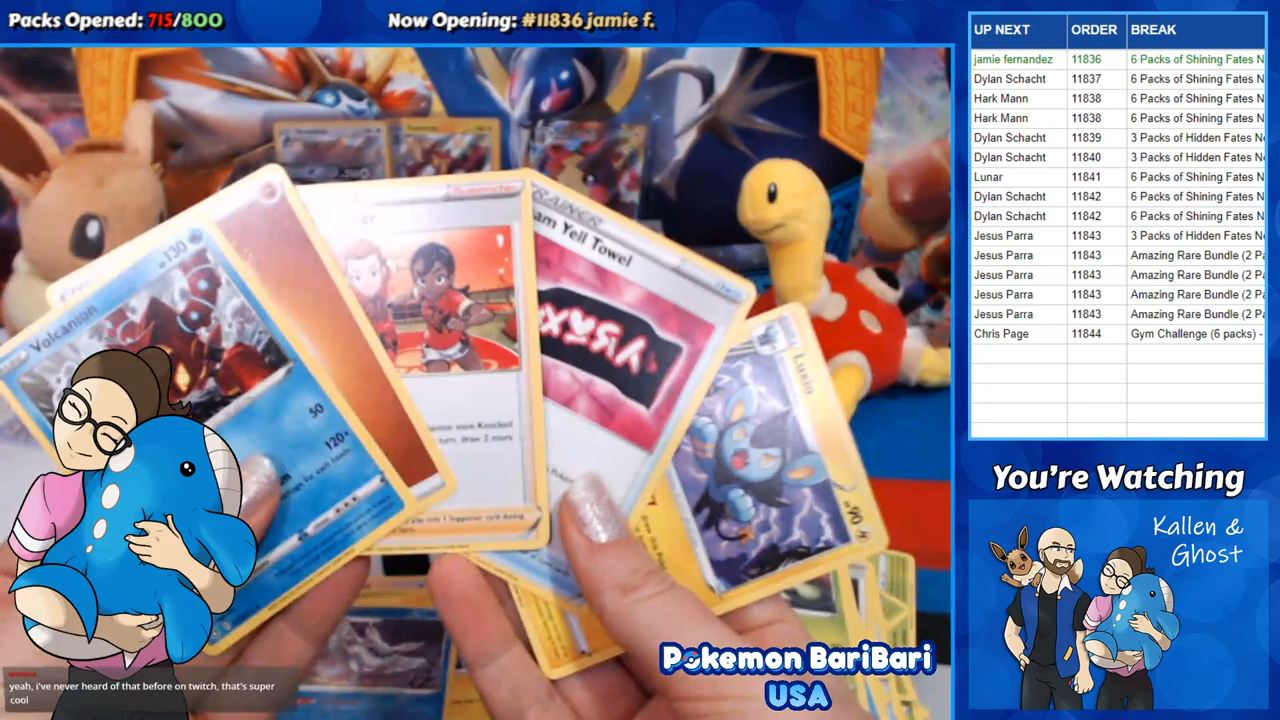 Packs Opened: 715/800
Now Opening: #11836 jamie f.
UP NEXT ORDER BREAK
jamie fernandez 11836 6 Packs of Shining Fates N
Dylan Schacht 11837 6 Packs of Shining Fates N
Hark Mann 11838 6 Packs of Shining Fates N
Hark Mann 11838 6 Packs of Shining Fates N
Dylan Schacht 11839 3 Packs of Hidden Fates Ne
Dylan Schacht 11840 3 Packs of Hidden Fates Ne
Lunar 11841 6 Packs of Shining Fates N
Dylan Schacht 11842 6 Packs of Shining Fates N
Dylan Schacht 11842 6 Packs of Shining Fates N
Jesus Parra 11843 3 Packs of Hidden Fates Ne
Jesus Parra 11843 Amazing Rare Bundle (2 Pa
Jesus Parra 11843 Amazing Rare Bundle (2 Pa
Jesus Parra 11843 Amazing Rare Bundle (2 Pa
Jesus Parra 11843 Amazing Rare Bundle (2 Pa
Chris Page 11844 Gym Challenge (6 packs) -
You're Watching
Kallen &
Ghost
Volcanion
130
50
120+
TRAINER
am Yell Towel
Luxio
90
Pokemon BariBari
USA
yeah, i've never heard of that before on twitch, that's super
cool